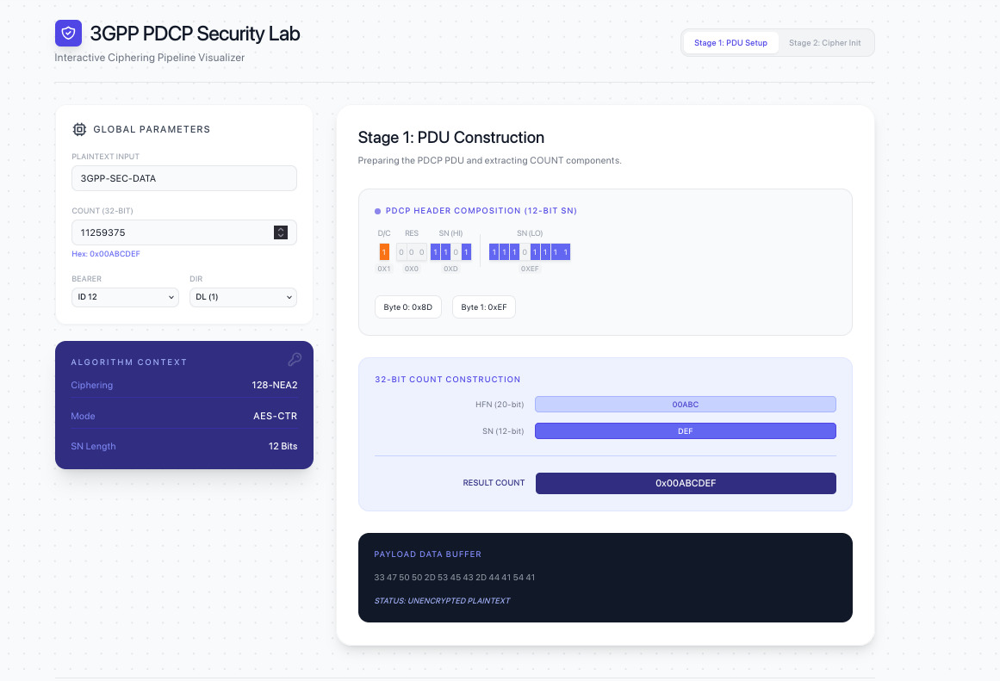 3GPP PDCP Security Lab
Interactive Ciphering Pipeline Visualizer
Stage 1: PDU Setup
Stage 2: Cipher Init
GLOBAL PARAMETERS
PLAINTEXT INPUT
3GPP-SEC-DATA
COUNT (32-BIT)
11259375
Hex: 0x00ABCDEF
BEARER
DIR
ID 12
DL (1)
ALGORITHM CONTEXT
Ciphering 128-NEA2
Mode AES-CTR
SN Length 12 Bits
Stage 1: PDU Construction
Preparing the PDCP PDU and extracting COUNT components.
PDCP HEADER COMPOSITION (12-BIT SN)
D/C RES SN (HI) SN (LO)
1 0 0 0 1 1 0 1 1 1 1 0 1 1 1 1
0X1 0X0 0XD 0XEF
Byte 0: 0x8D
Byte 1: 0xEF
32-BIT COUNT CONSTRUCTION
HFN (20-bit) 00ABC
SN (12-bit) DEF
RESULT COUNT 0x00ABCDEF
PAYLOAD DATA BUFFER
33 47 50 50 2D 53 45 43 2D 44 41 54 41
STATUS: UNENCRYPTED PLAINTEXT